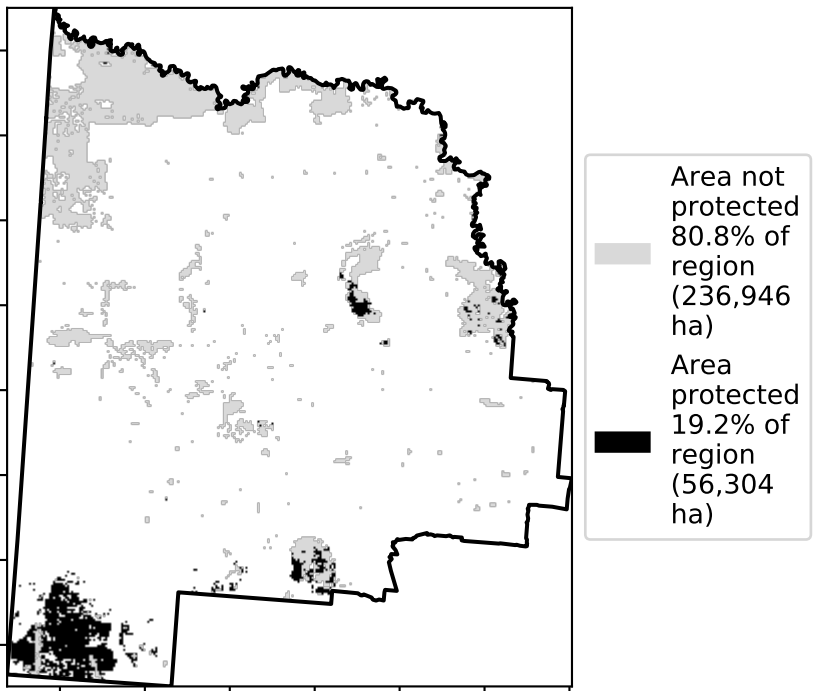 Area not
protected
80.8% of
region
(236,946
ha)
Area
protected
19.2% of
region
(56,304
ha)